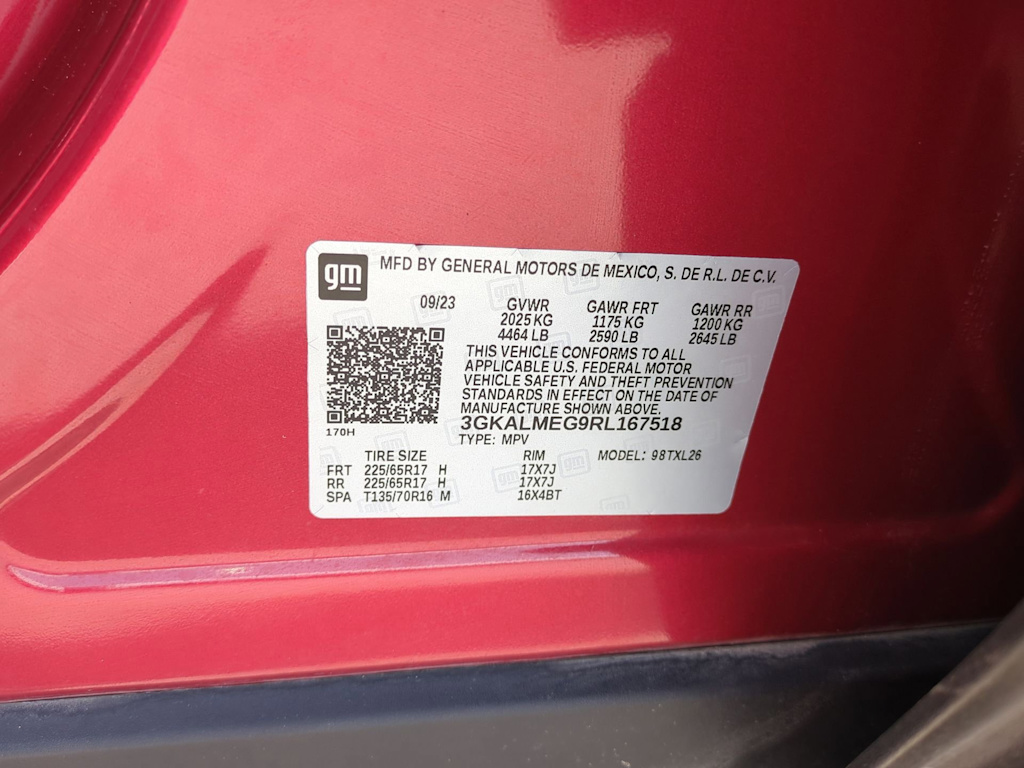 gm
MFD BY GENERAL MOTORS DE MEXICO, S. DE R.L. DE C.V.
09/23 GVWR GAWR FRT GAWR RR
2025 KG 1175 KG 1200 KG
4464 LB 2590 LB 2645 LB
THIS VEHICLE CONFORMS TO ALL
APPLICABLE U.S. FEDERAL MOTOR
VEHICLE SAFETY AND THEFT PREVENTION
STANDARDS IN EFFECT ON THE DATE OF
MANUFACTURE SHOWN ABOVE.
3GKALMEG9RL167518
170H
TYPE: MPV
TIRE SIZE RIM MODEL: 98TXL26
FRT 225/65R17 H 17X7J
RR 225/65R17 H 17X7J
SPA T135/70R16 M 16X4BT